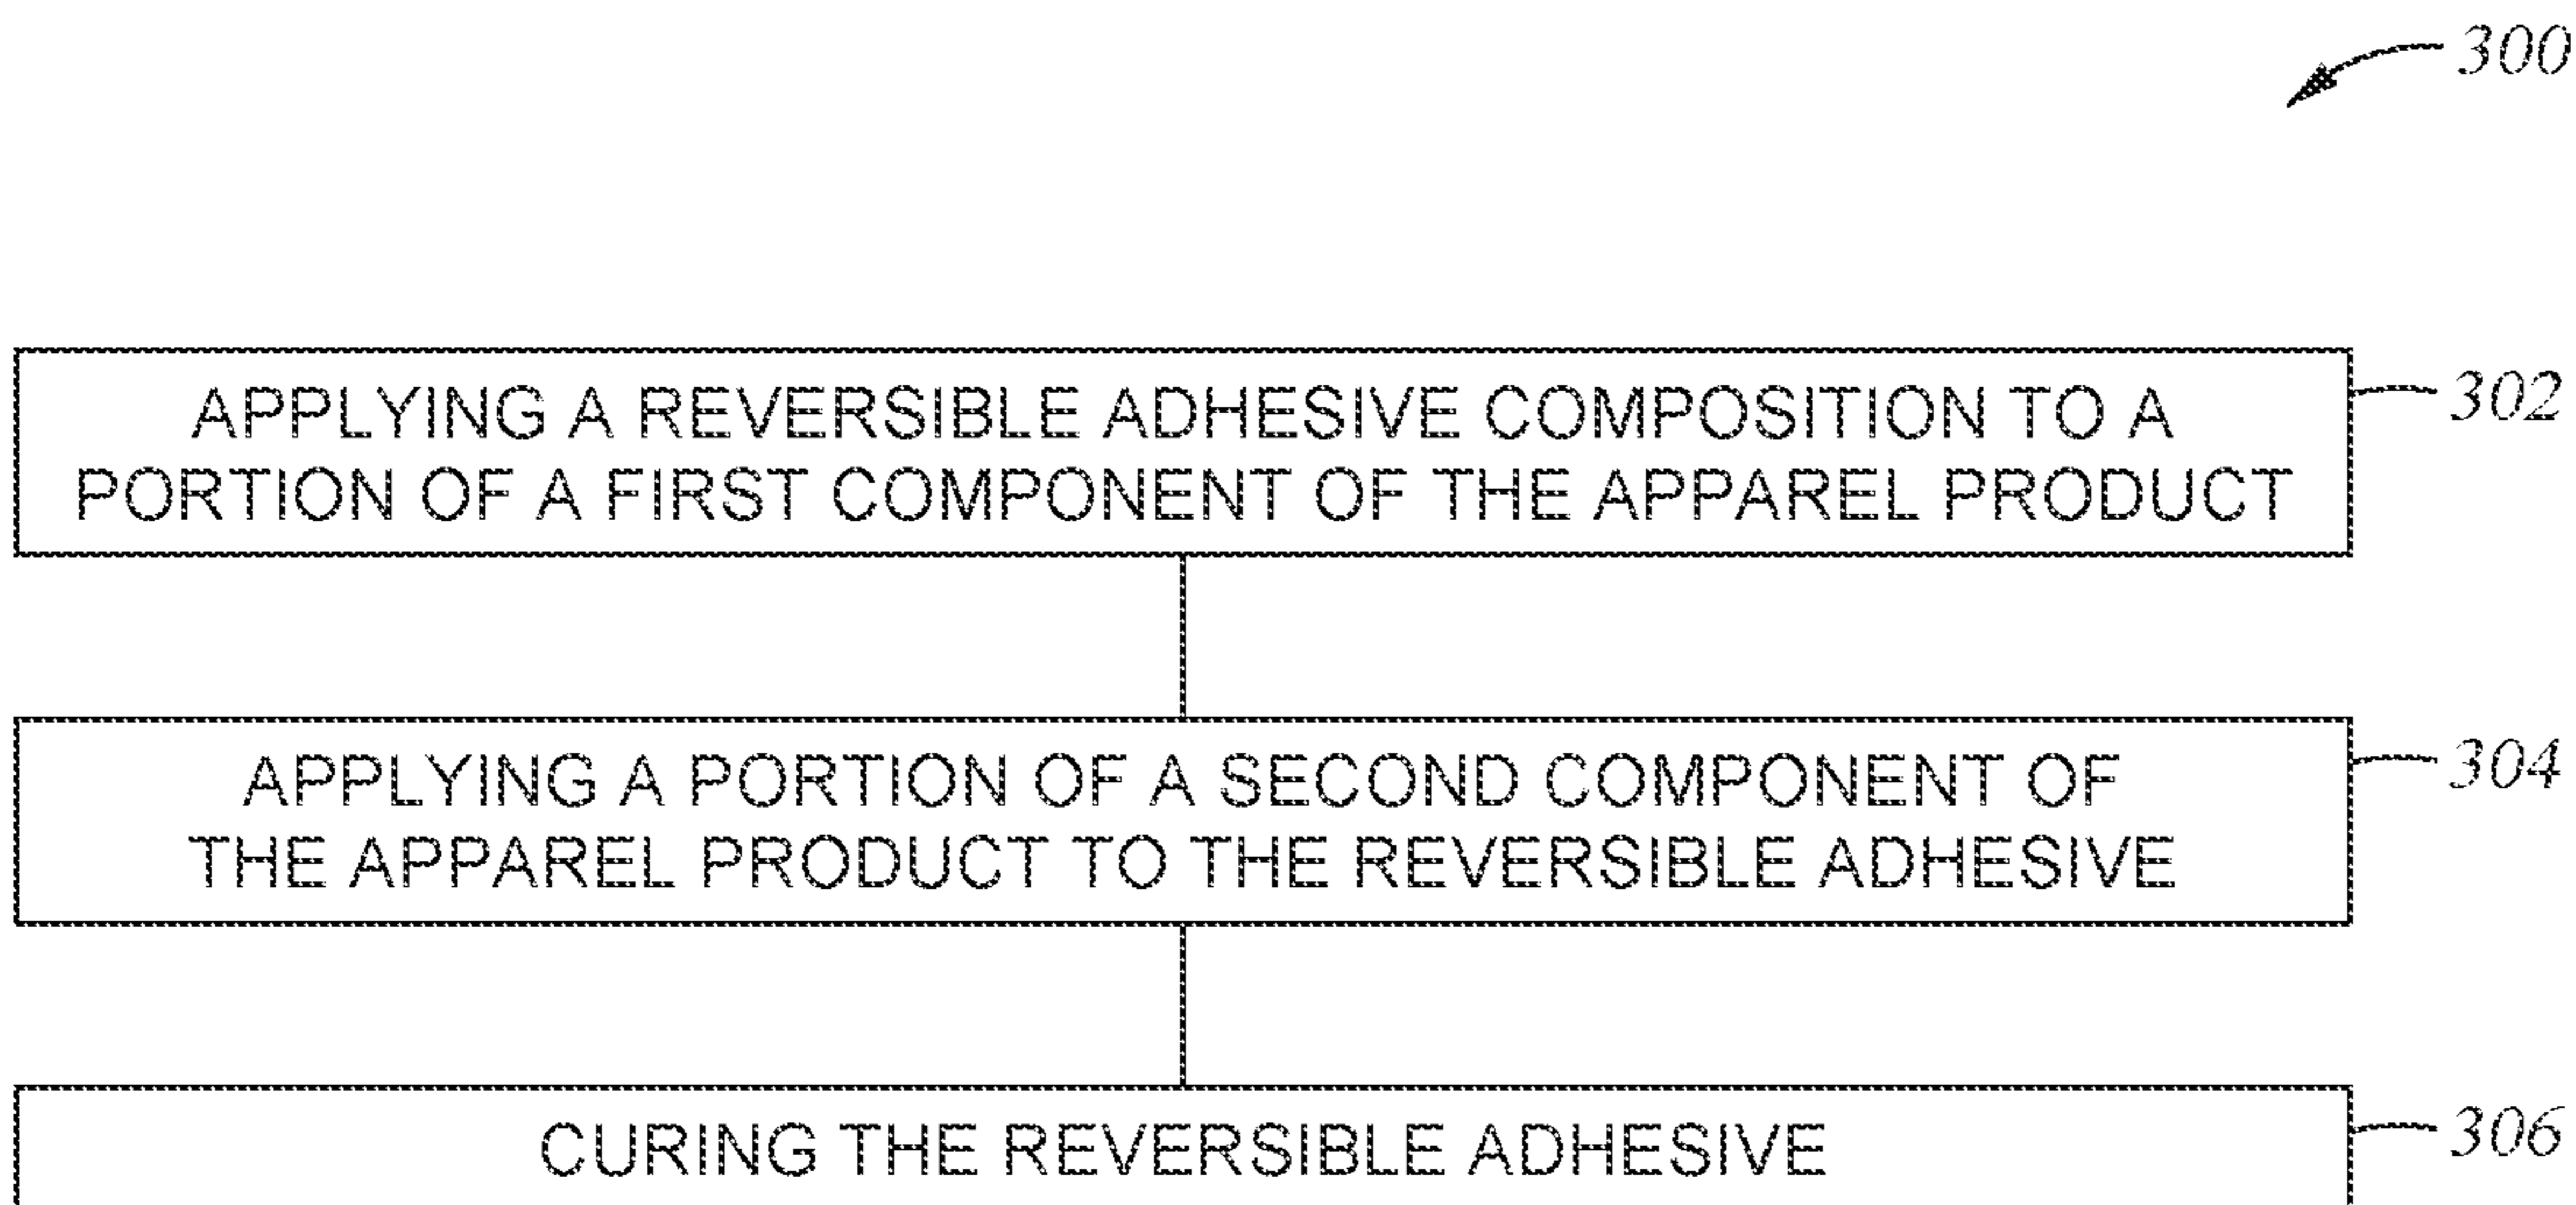 300
APPLYING A REVERSIBLE ADHESIVE COMPOSITION TO A
PORTION OF A FIRST COMPONENT OF THE APPAREL PRODUCT
302
APPLYING A PORTION OF A SECOND COMPONENT OF
THE APPAREL PRODUCT TO THE REVERSIBLE ADHESIVE
304
CURING THE REVERSIBLE ADHESIVE
306